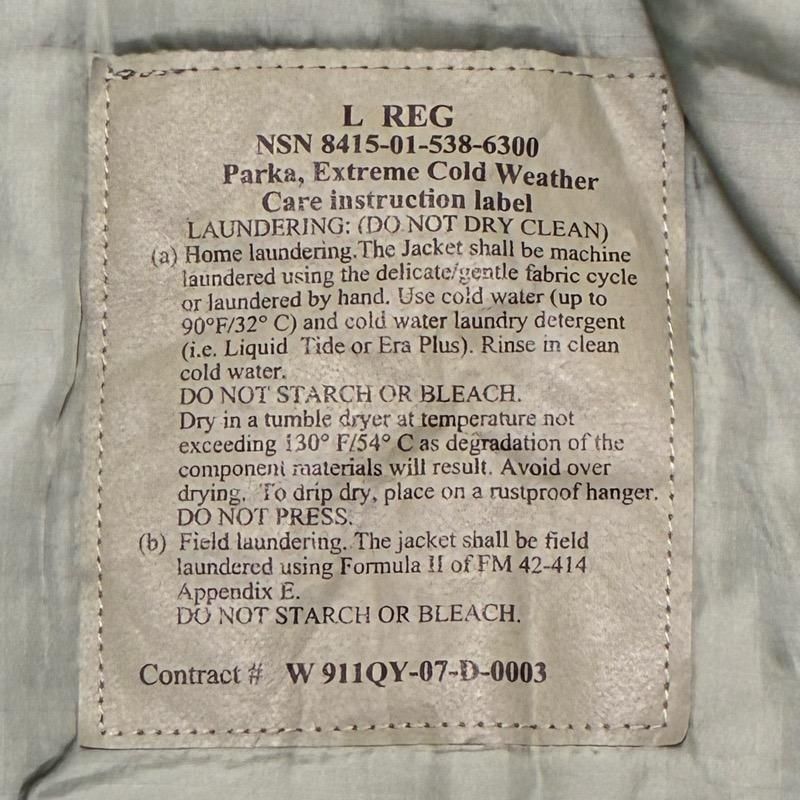 L REG
NSN 8415-01-538-6300
Parka, Extreme Cold Weather
Care instruction label
LAUNDERING: (DO NOT DRY CLEAN)
(a) Home laundering.The Jacket shall be machine
laundered using the delicate/gentle fabric cycle
or laundered by hand. Use cold water (up to
90°F/32° C) and cold water laundry detergent
(i.e. Liquid Tide or Era Plus). Rinse in clean
cold water.
DO NOT STARCH OR BLEACH.
Dry in a tumble dryer at temperature not
exceeding 130° F/54° C as degradation of the
component materials will result. Avoid over
drying. To drip dry, place on a rustproof hanger.
DO NOT PRESS.
(b) Field laundering. The jacket shall be field
laundered using Formula II of FM 42-414
Appendix E.
DO NOT STARCH OR BLEACH.
Contract # W 911QY-07-D-0003